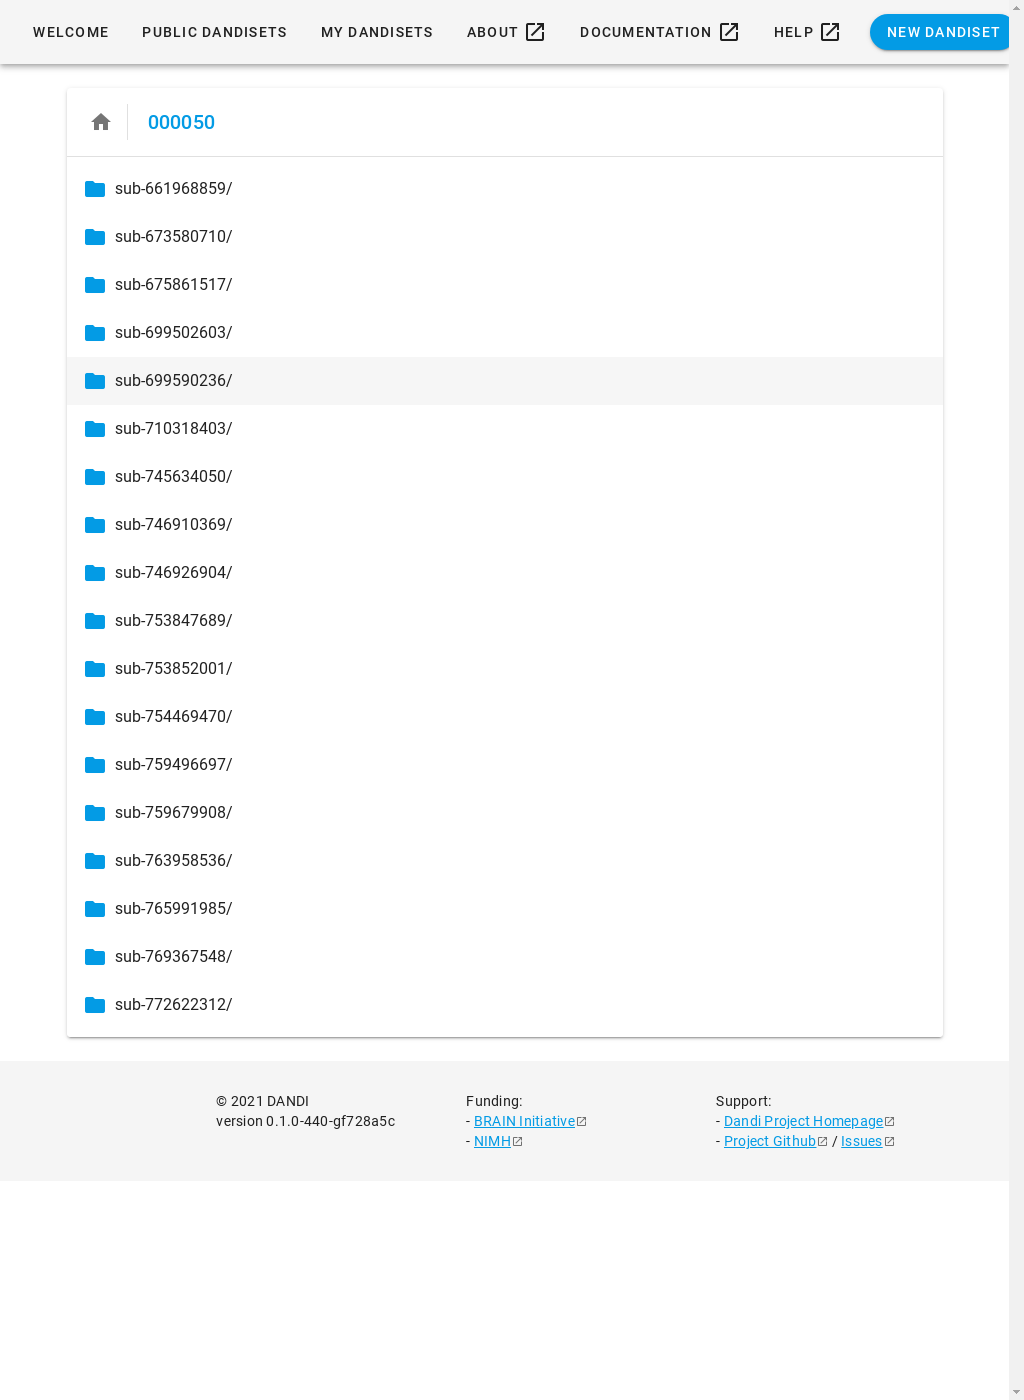 WELCOME PUBLIC DANDISETS MY DANDISETS ABOUT DOCUMENTATION HELP NEW DANDISET
000050
sub-661968859/
sub-673580710/
sub-675861517/
sub-699502603/
sub-699590236/
sub-710318403/
sub-745634050/
sub-746910369/
sub-746926904/
sub-753847689/
sub-753852001/
sub-754469470/
sub-759496697/
sub-759679908/
sub-763958536/
sub-765991985/
sub-769367548/
sub-772622312/
© 2021 DANDI
version 0.1.0-440-gf728a5c
Funding:
- BRAIN Initiative
- NIMH
Support:
- Dandi Project Homepage
- Project Github / Issues